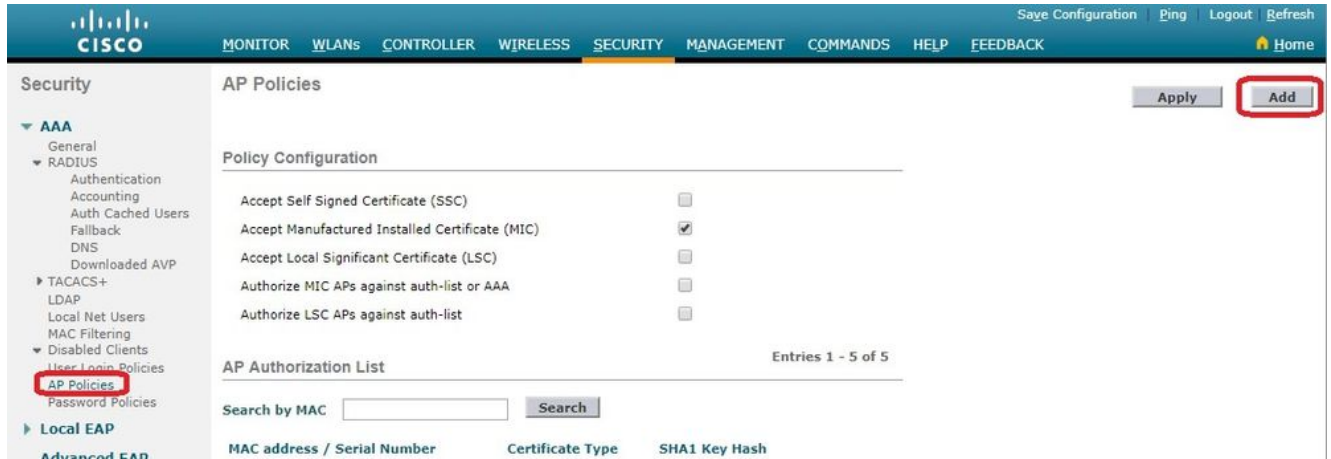 Save Configuration Ping Logout Refresh
CISCO
MONITOR WLANs CONTROLLER WIRELESS SECURITY MANAGEMENT COMMANDS HELP FEEDBACK Home
Security
AAA
General
RADIUS
Authentication
Accounting
Auth Cached Users
Fallback
DNS
Downloaded AVP
TACACS+
LDAP
Local Net Users
MAC Filtering
Disabled Clients
User Login Policies
AP Policies
Password Policies
Local EAP
Advanced EAP
AP Policies
Apply Add
Policy Configuration
Accept Self Signed Certificate (SSC)
Accept Manufactured Installed Certificate (MIC)
Accept Local Significant Certificate (LSC)
Authorize MIC APs against auth-list or AAA
Authorize LSC APs against auth-list
Entries 1 - 5 of 5
AP Authorization List
Search by MAC Search
MAC address / Serial Number Certificate Type SHA1 Key Hash